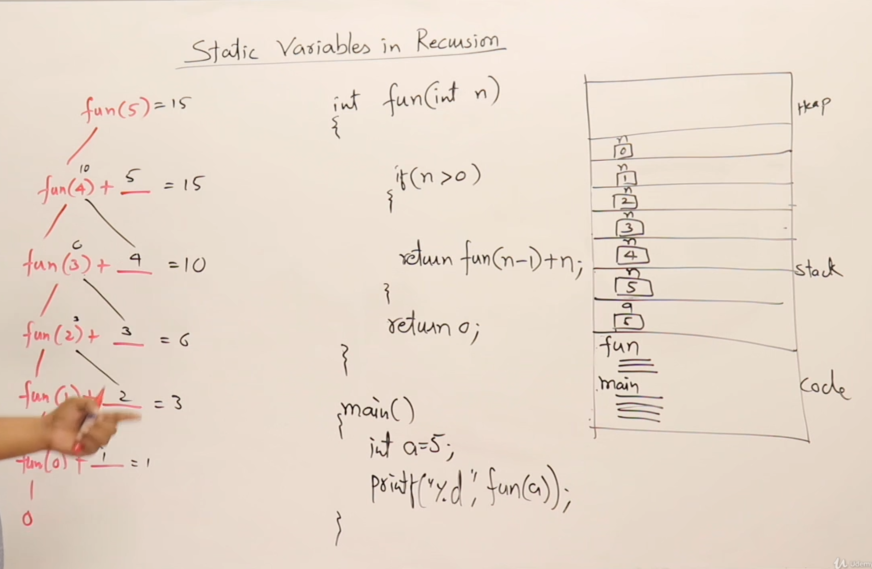 Static Variables in Recursion
fun(5) = 15
10
fun(4) + 5 = 15
6
fun(3) + 4 = 10
3
fun(2) + 3 = 6
fun(1) + 2 = 3
fun(0) + 1 = 1
0
int fun(int n)
{
if(n>0)
{
return fun(n-1)+n;
}
return 0;
}
main()
{
int a=5;
printf("%d", fun(a));
}
Heap
n
0
n
1
n
2
n
3
n
4
n
5
a
5
stack
fun
main
code